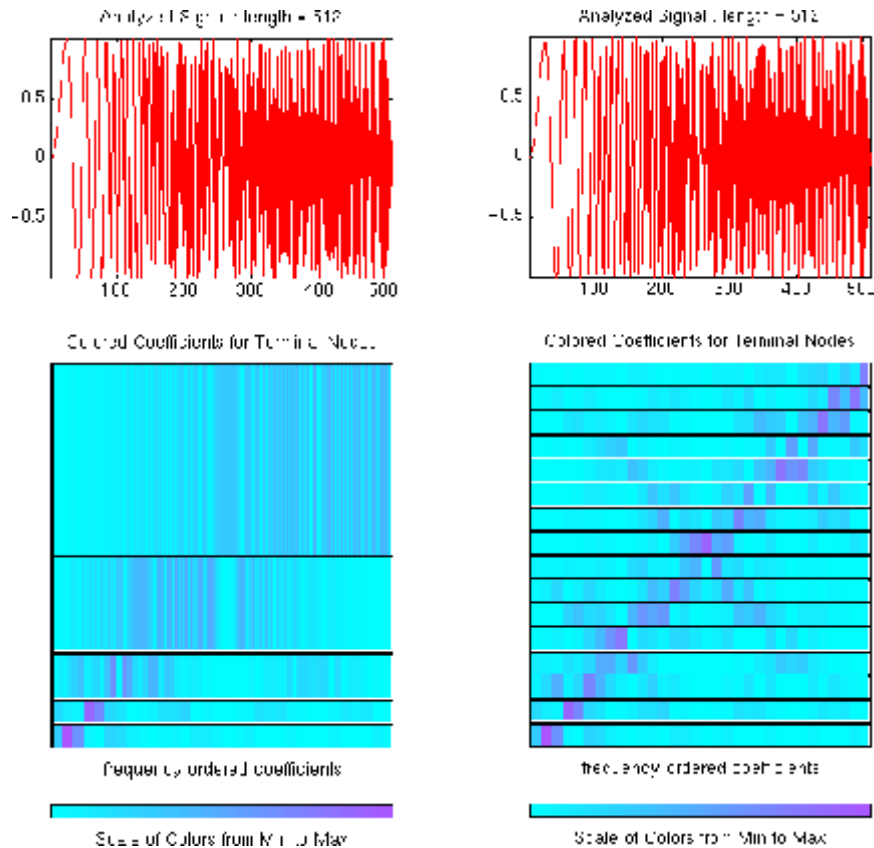 Analyzed Signal length = 512
0.5
0
-0.5
100 200 300 400 500
Colored Coefficients for Terminal Nodes
frequency ordered coefficients
Scale of Colors from Min to Max
Analyzed Signal : length = 512
0.5
0
-0.5
100 200 300 400 500
Colored Coefficients for Terminal Nodes
frequency ordered coefficients
Scale of Colors from Min to Max